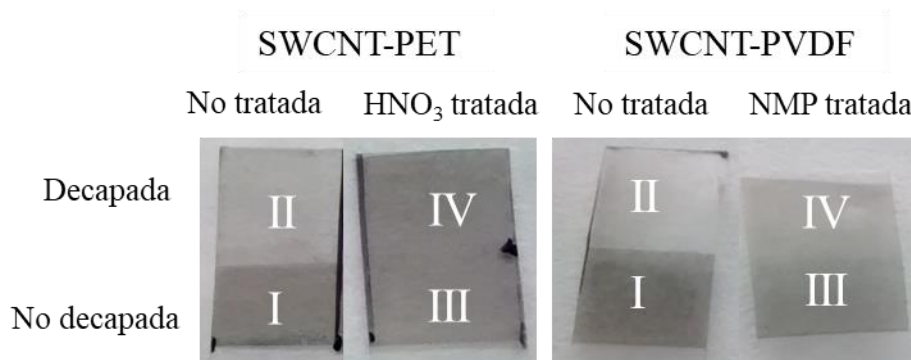 SWCNT-PET SWCNT-PVDF
No tratada HNO₃ tratada No tratada NMP tratada
Decapada II IV II IV
No decapada I III I III